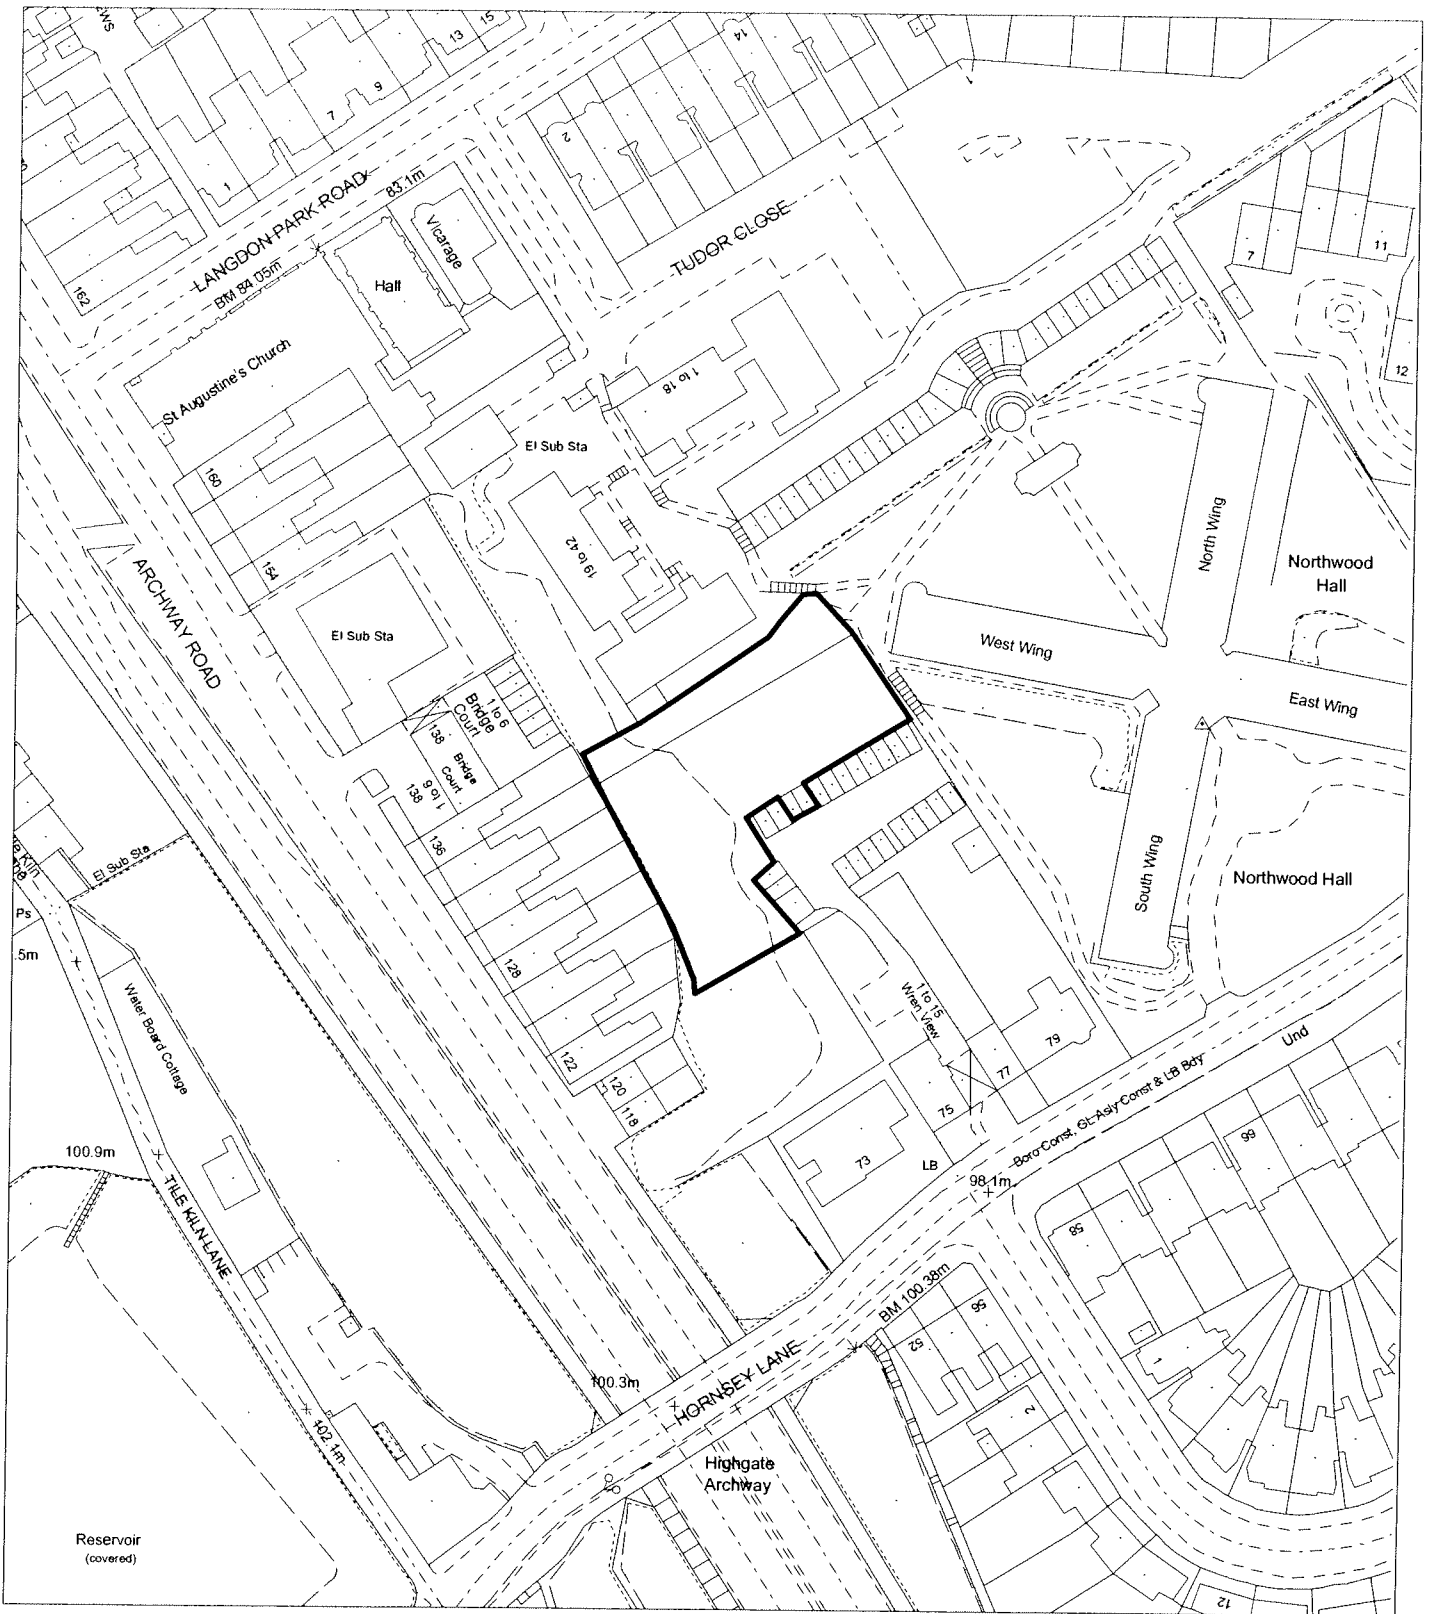 13
15
14
1
9
7
1
2
LANGDON PARK ROAD
83.1m
Vicarage
TUDOR CLOSE
BM 84.05m
Hall
162
7
11
12
St Augustine's Church
1 to 18
El Sub Sta
160
154
19 to 42
North Wing
Northwood
Hall
ARCHWAY ROAD
El Sub Sta
West Wing
East Wing
1 to 6
Bridge
Court
138
Bridge
Court
1 to 9
138
136
El Sub Sta
Ps
.5m
South Wing
Northwood Hall
128
Water Board Cottage
1 to 15
Wren View
79
77
75
Und
122
120
118
Boro Const, GL Asly Const & LB Bdy
73
LB
98.1m
66
58
100.9m
TILE KILN LANE
BM 100.38m
56
52
1
2
100.3m
HORNSEY LANE
102.1m
Highgate
Archway
Reservoir
(covered)
12